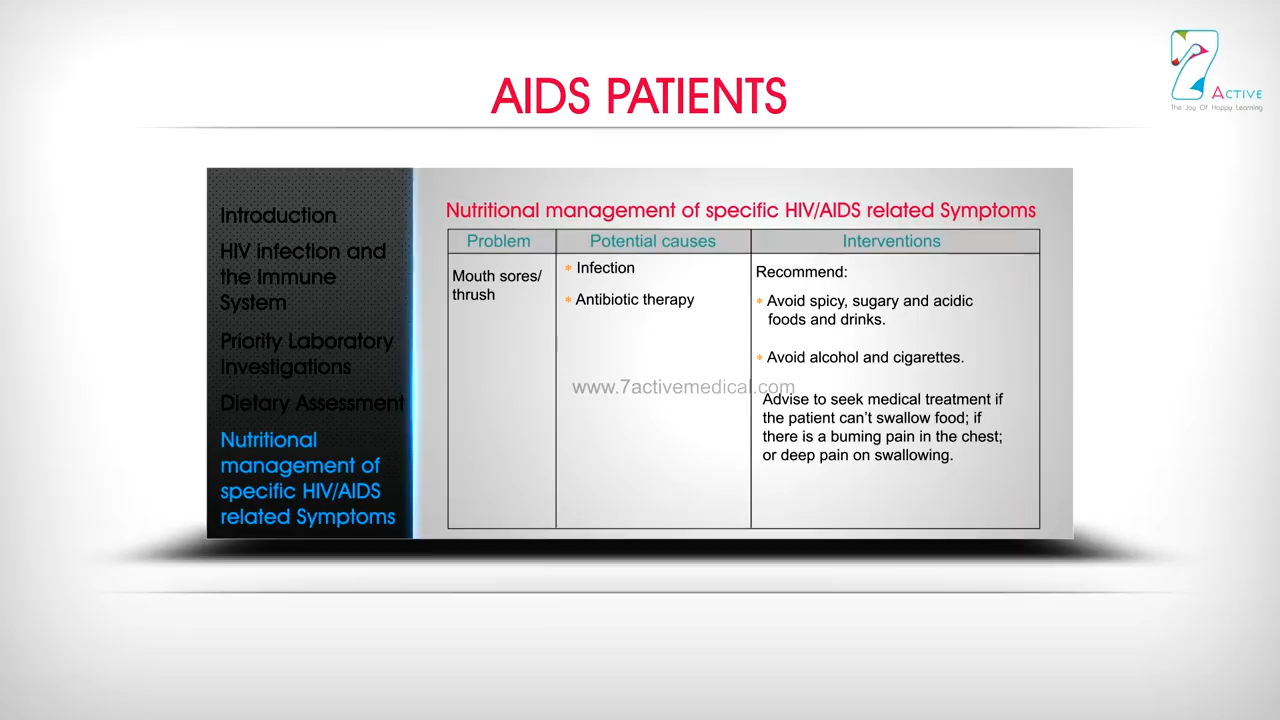 AIDS PATIENTS
7
ACTIVE
The Joy Of Happy Learning
Introduction
HIV infection and
the Immune
System
Priority Laboratory
Investigations
Dietary Assessment
Nutritional
management of
specific HIV/AIDS
related Symptoms
Nutritional management of specific HIV/AIDS related Symptoms
Problem
Potential causes
Interventions
Mouth sores/
thrush
* Infection
* Antibiotic therapy
Recommend:
* Avoid spicy, sugary and acidic
foods and drinks.
* Avoid alcohol and cigarettes.
Advise to seek medical treatment if
the patient can't swallow food; if
there is a buming pain in the chest;
or deep pain on swallowing.
www.7activemedical.com